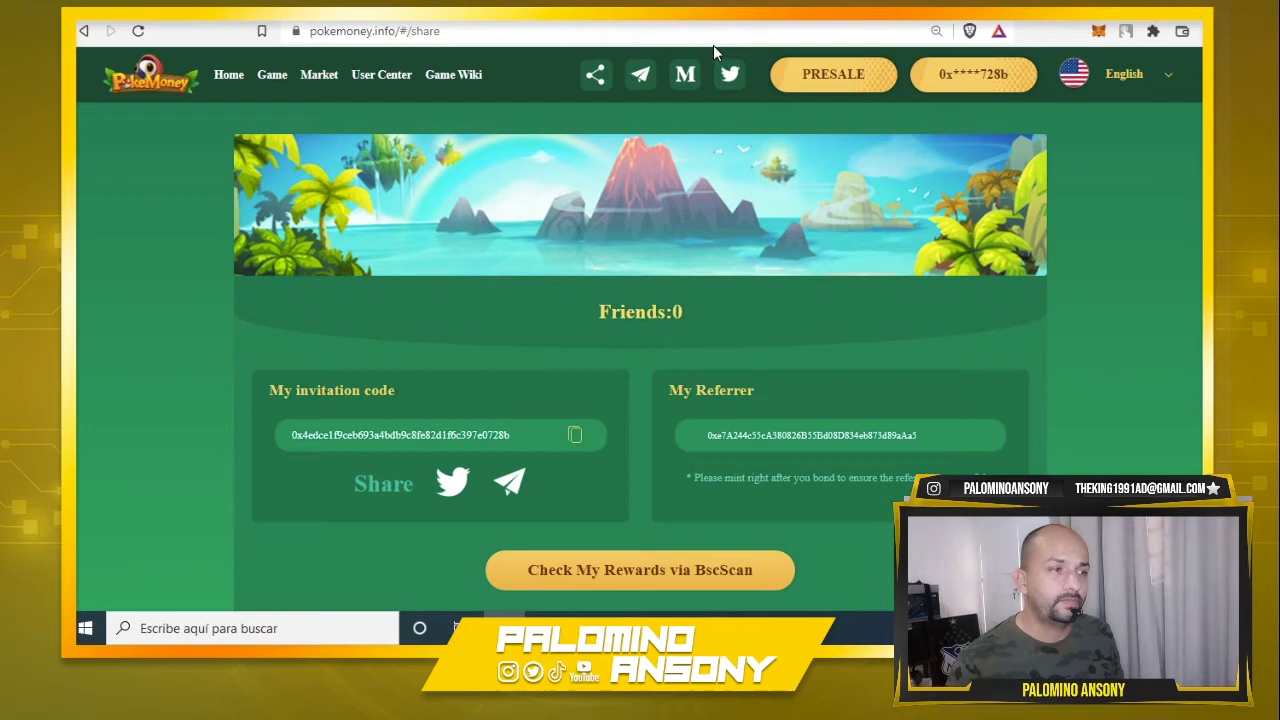 pokemoney.info/#/share
PokeMoney
Home Game Market User Center Game Wiki
M
PRESALE
0x****728b
English
Friends:0
My invitation code
0x4edce1f9ceb693a4bdb9c8fe82d1f6c397e0728b
Share
My Referrer
0xe7A244c55cA380826B55Bd08D834eb873d89aAa5
* Please mint right after you bond to ensure the
Check My Rewards via BscScan
PALOMINOANSONY THEKING1991AD@GMAIL.COM
Escribe aquí para buscar
PALOMINO
YouTube
ANSONY
PALOMINO ANSONY